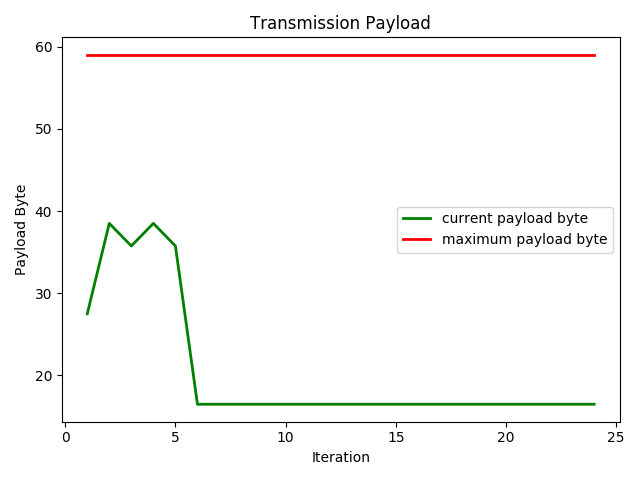 Transmission Payload
60
50
40
30
20
Payload Byte
current payload byte
maximum payload byte
0
5
10
15
20
25
Iteration